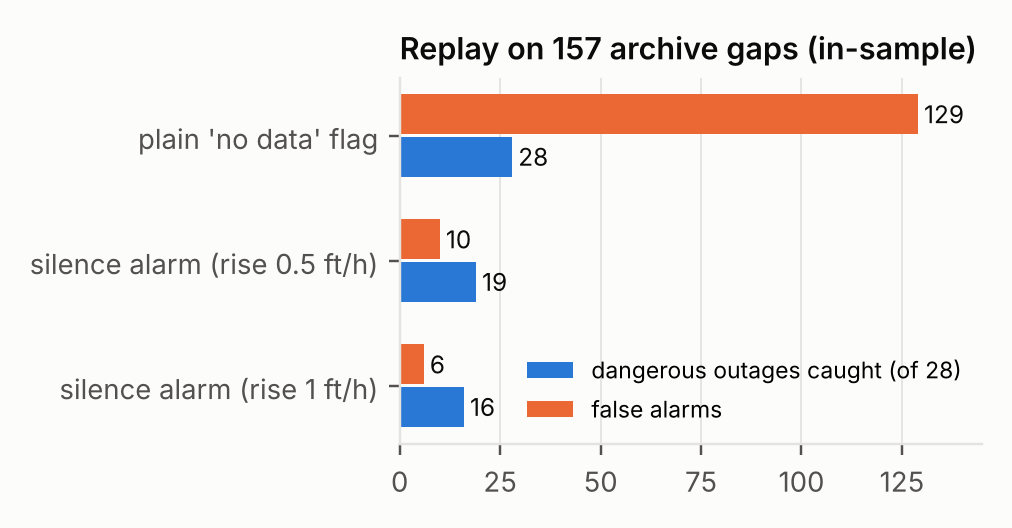 Replay on 157 archive gaps (in-sample)
plain 'no data' flag
129
28
silence alarm (rise 0.5 ft/h)
10
19
silence alarm (rise 1 ft/h)
6
16
dangerous outages caught (of 28)
false alarms
0 25 50 75 100 125